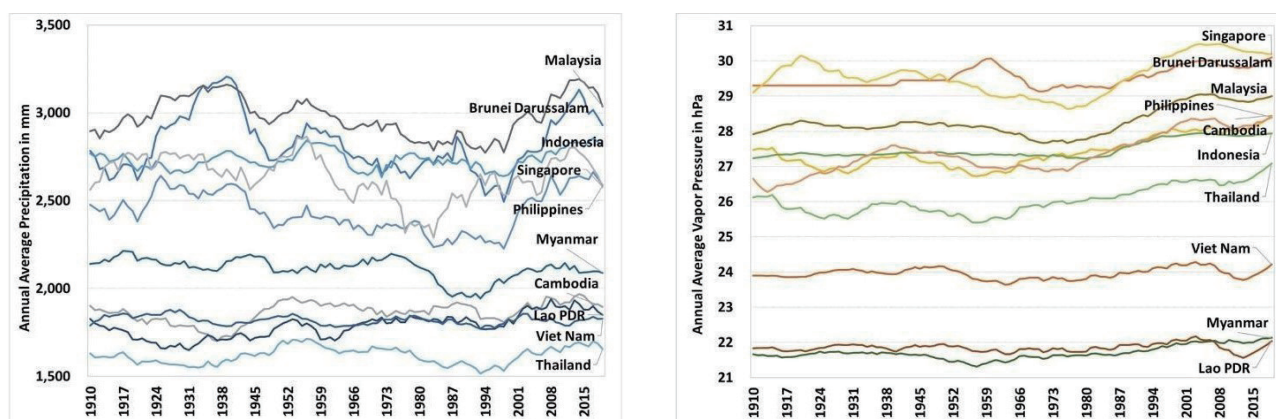 Annual Average Precipitation in mm
3,500
3,000
2,500
2,000
1,500
Malaysia
Brunei Darussalam
Indonesia
Singapore
Philippines
Myanmar
Cambodia
Lao PDR
Viet Nam
Thailand
1910
1917
1924
1931
1938
1945
1952
1959
1966
1973
1980
1987
1994
2001
2008
2015
Annual Average Vapor Pressure in hPa
31
30
29
28
27
26
25
24
23
22
21
Singapore
Brunei Darussalam
Malaysia
Philippines
Cambodia
Indonesia
Thailand
Viet Nam
Myanmar
Lao PDR
1910
1917
1924
1931
1938
1945
1952
1959
1966
1973
1980
1987
1994
2001
2008
2015